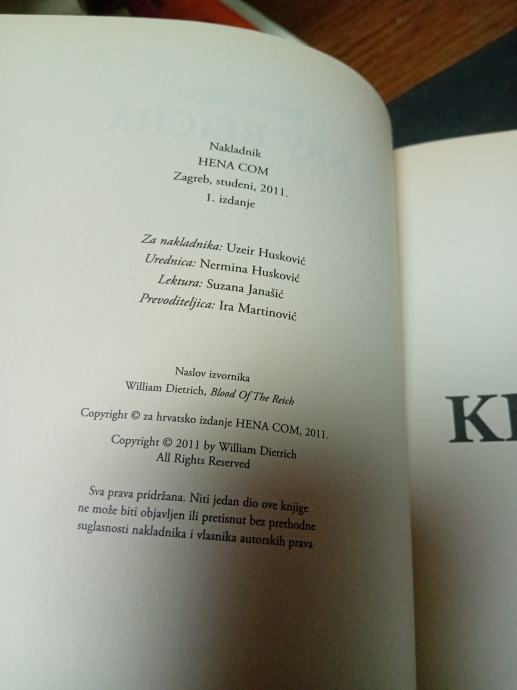 Nakladnik
HENA COM
Zagreb, studeni, 2011.
1. izdanje
Za nakladnika: Uzeir Husković
Urednica: Nermina Husković
Lektura: Suzana Janašić
Prevoditeljica: Ira Martinović
Naslov izvornika
William Dietrich, Blood Of The Reich
Copyright © za hrvatsko izdanje HENA COM, 2011.
Copyright © 2011 by William Dietrich
All Rights Reserved
Sva prava pridržana. Niti jedan dio ove knjige
ne može biti objavljen ili pretisnut bez prethodne
suglasnosti nakladnika i vlasnika autorskih prava